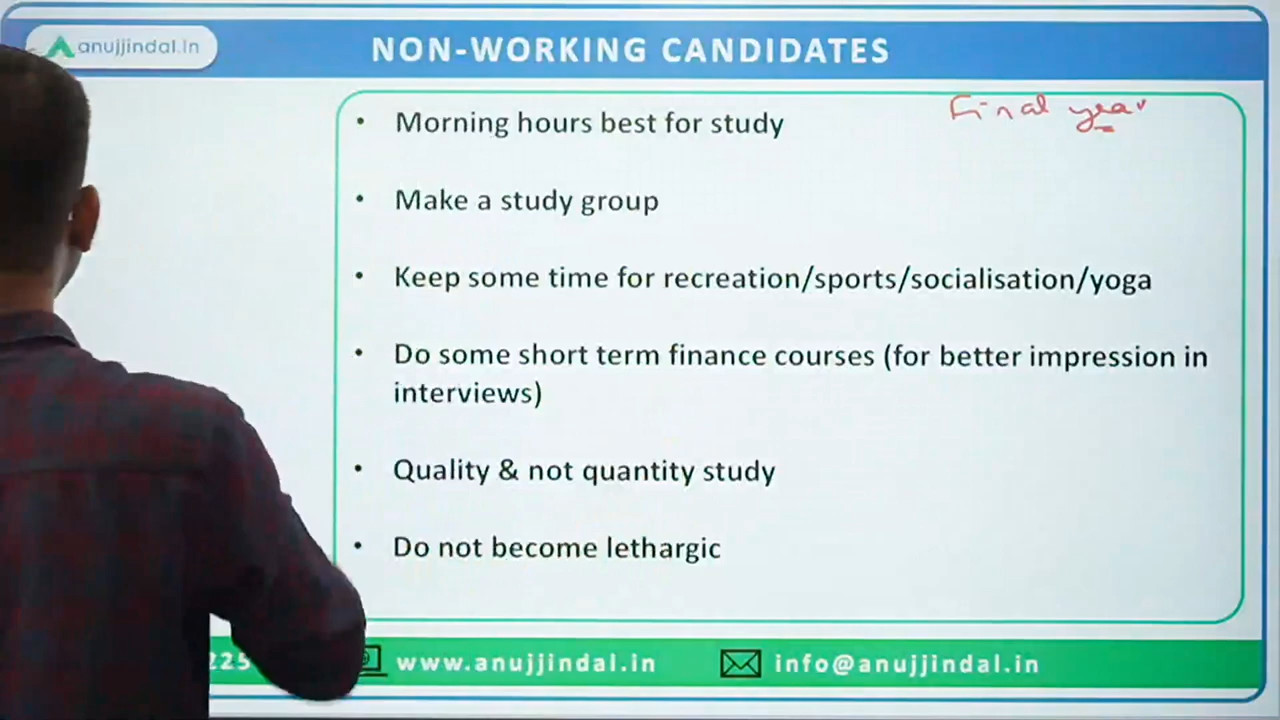 anujjindal.in
NON-WORKING CANDIDATES
Final year
• Morning hours best for study
• Make a study group
• Keep some time for recreation/sports/socialisation/yoga
• Do some short term finance courses (for better impression in
interviews)
• Quality & not quantity study
• Do not become lethargic
225
www.anujjindal.in
info@anujjindal.in